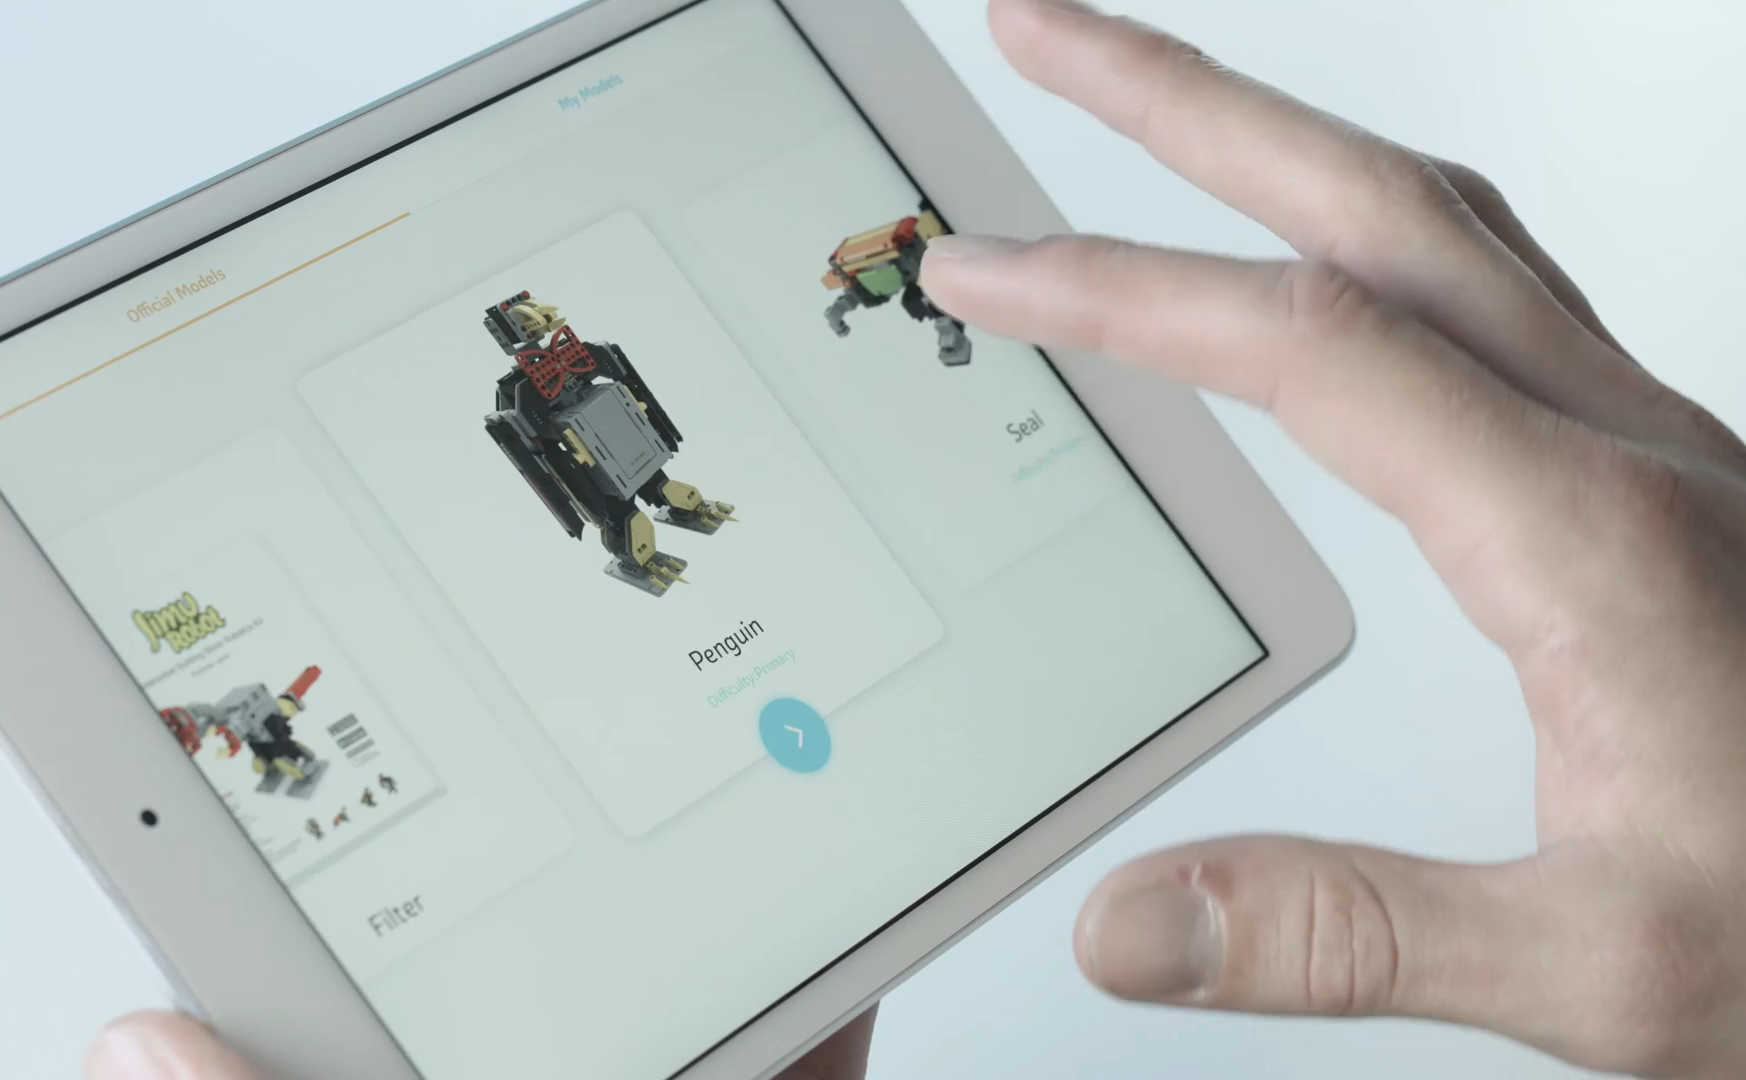 My Models
Official Models
Penguin
Difficulty:Primary
Seal
Jimu
ROBOT
Filter